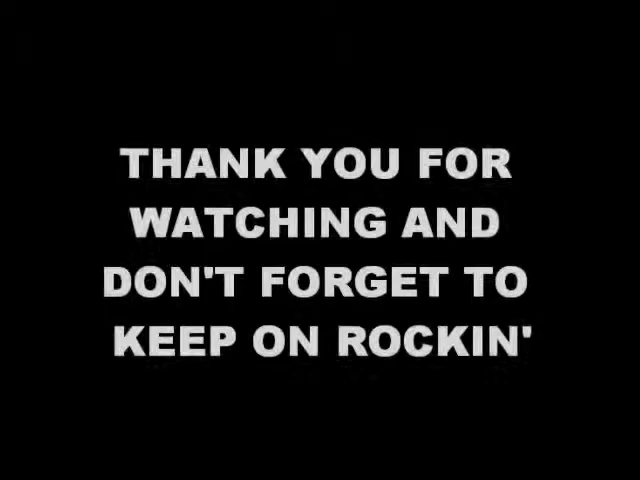 THANK YOU FOR
WATCHING AND
DON'T FORGET TO
KEEP ON ROCKIN'